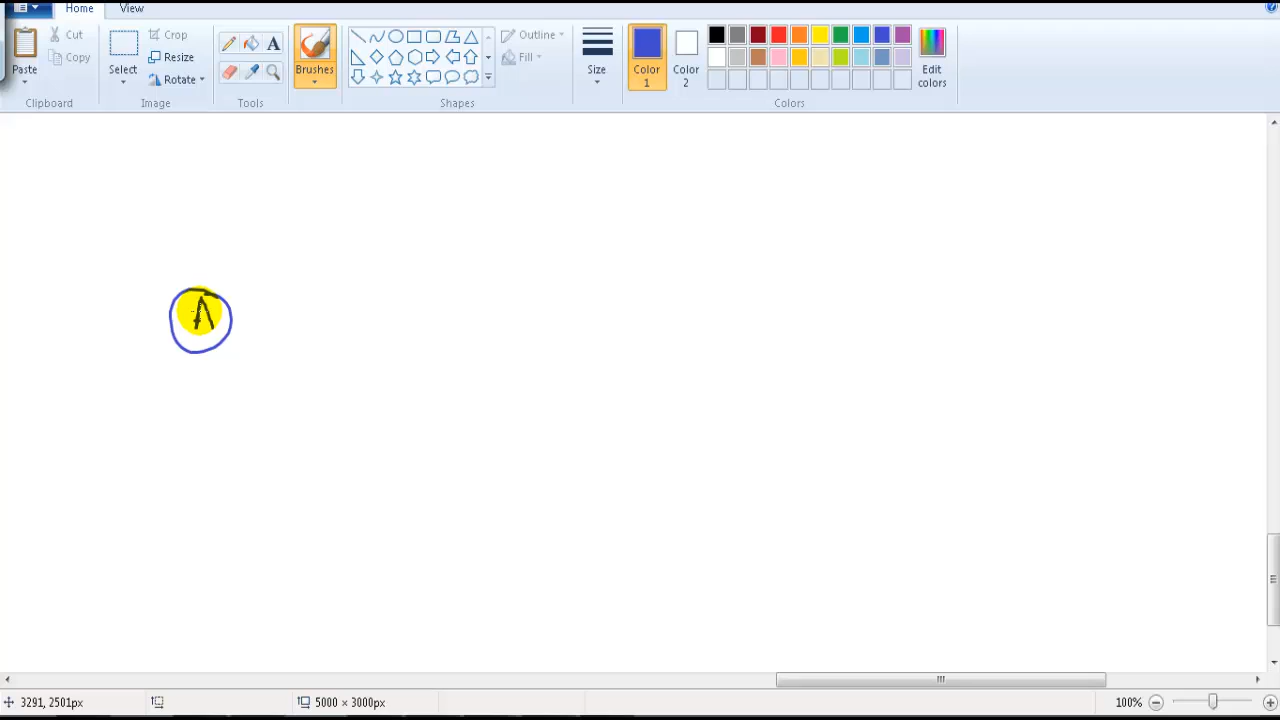 Home View
Cut
Copy
Paste
Clipboard
Select
Crop
Resize
Rotate
Image
A
Tools
Brushes
Outline
Fill
Shapes
Size
Color 1
Color 2
Edit colors
Colors
A
3291, 2501px
5000 × 3000px
100%